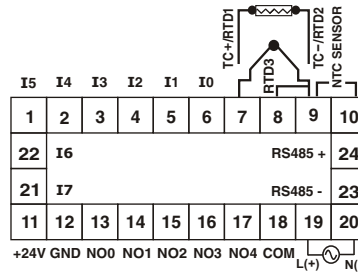 TC+/RTD1
TC-/RTD2
RTD3
NTC SENSOR
I5 I4 I3 I2 I1 I0
1 2 3 4 5 6 7 8 9 10
22 I6 RS485 + 24
21 I7 RS485 - 23
11 12 13 14 15 16 17 18 19 20
+24V GND NO0 NO1 NO2 NO3 NO4 COM L(+) N(